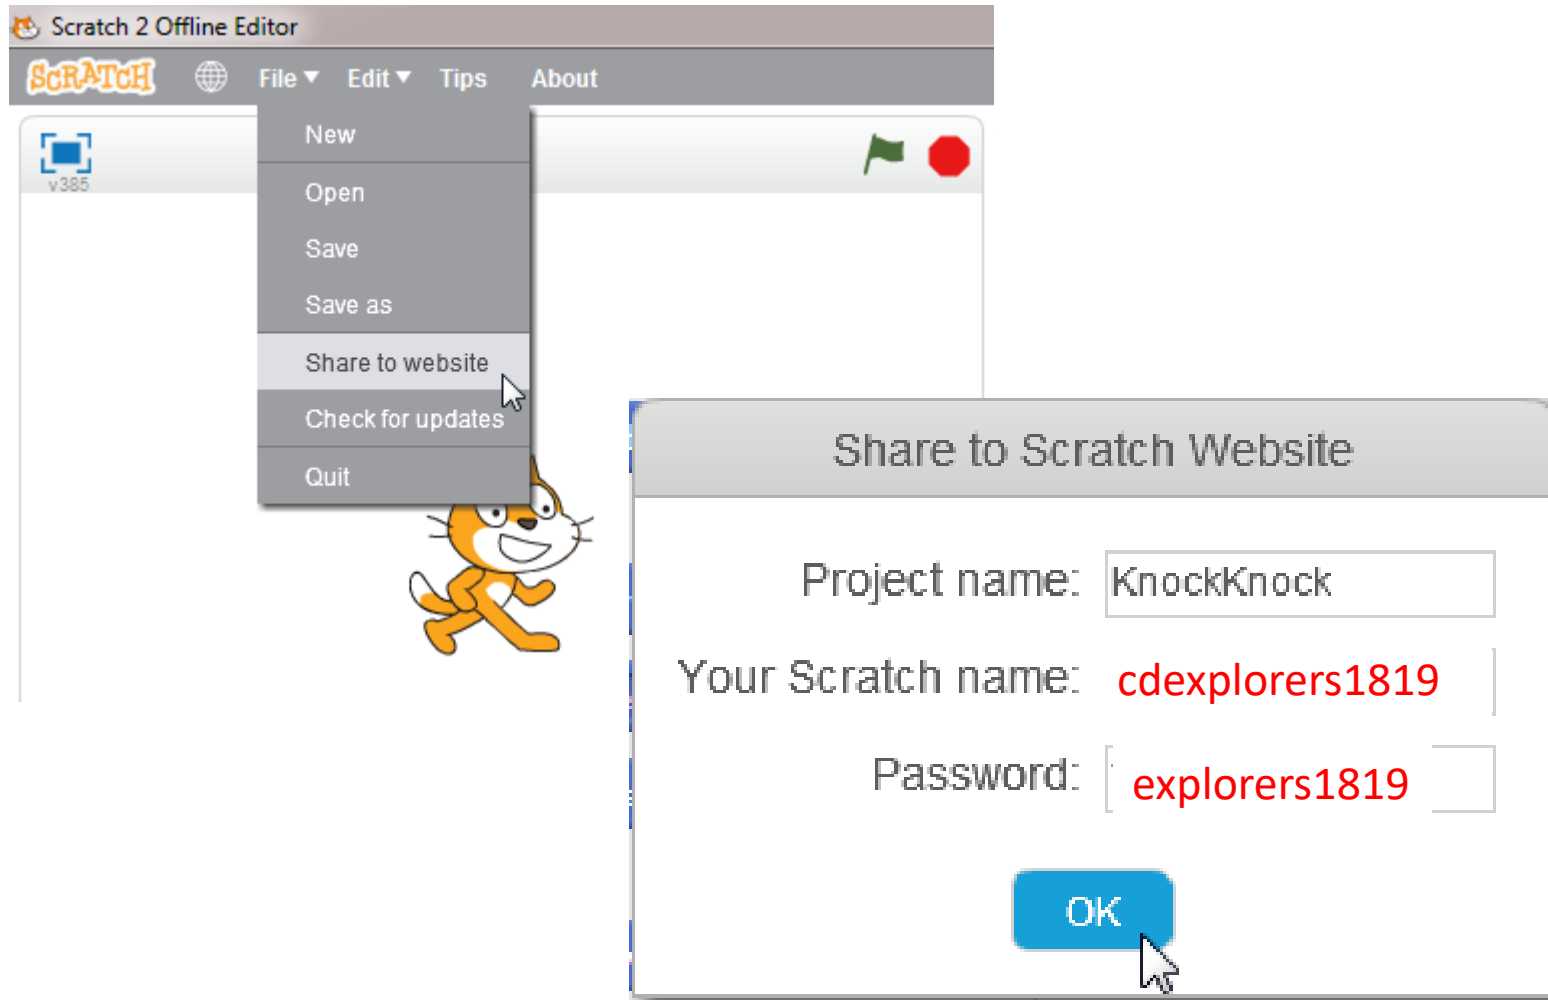 Scratch 2 Offline Editor
SCRATCH File Edit Tips About
v385
New
Open
Save
Save as
Share to website
Check for updates
Quit
Share to Scratch Website
Project name: KnockKnock
Your Scratch name: cdexplorers1819
Password: explorers1819
OK